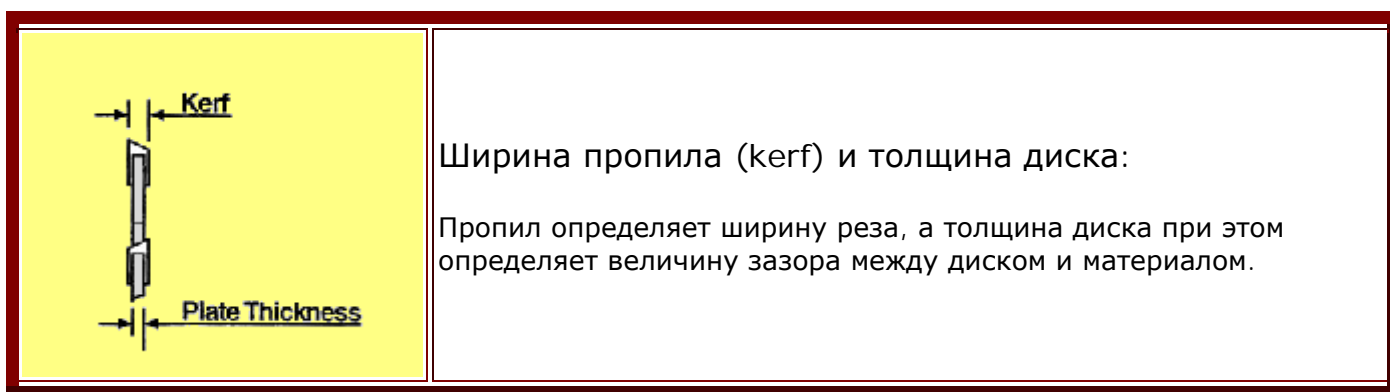 Kerf
Plate Thickness
Ширина пропила (kerf) и толщина диска:
Пропил определяет ширину реза, а толщина диска при этом
определяет величину зазора между диском и материалом.